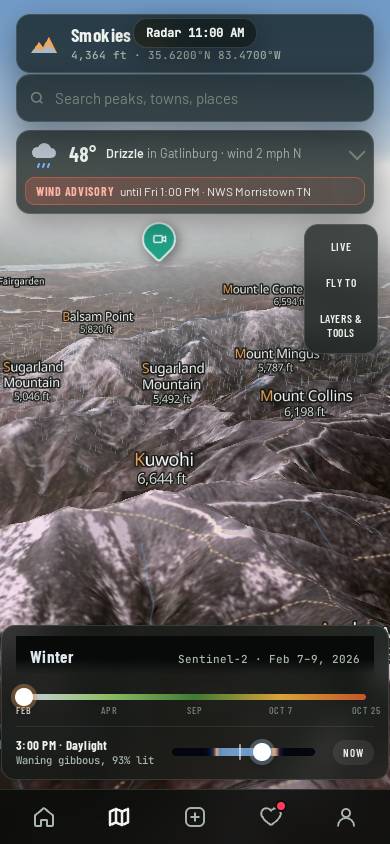 Smokies
Radar 11:00 AM
4,364 ft · 35.6200°N 83.4700°W
Search peaks, towns, places
48° Drizzle in Gatlinburg · wind 2 mph N
WIND ADVISORY until Fri 1:00 PM · NWS Morristown TN
LIVE
FLY TO
LAYERS &
TOOLS
Fairgarden
Mount le Conte
6,594 ft
Balsam Point
5,820 ft
Mount Mingus
5,787 ft
Sugarland
Mountain
5,046 ft
Sugarland
Mountain
5,492 ft
Mount Collins
6,198 ft
Kuwohi
6,644 ft
Winter
Sentinel-2 · Feb 7–9, 2026
FEB APR SEP OCT 7 OCT 25
3:00 PM · Daylight
Waning gibbous, 93% lit
NOW